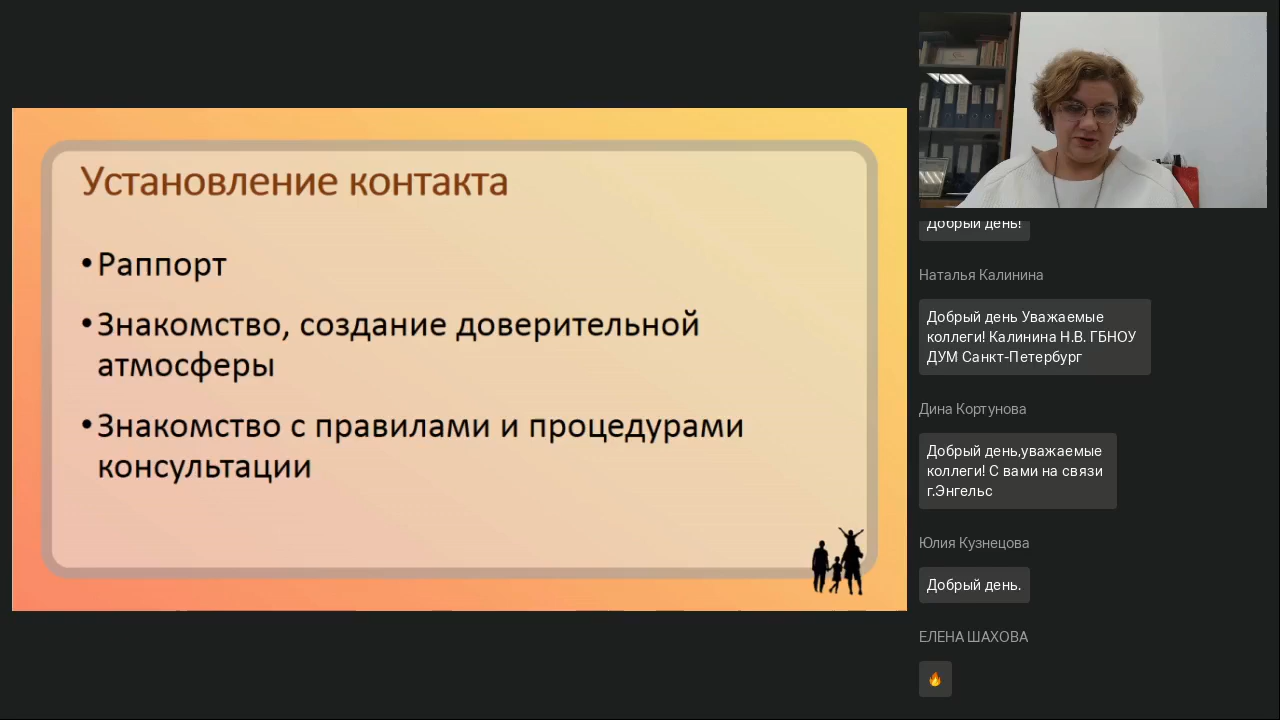 Установление контакта
•Раппорт
•Знакомство, создание доверительной
атмосферы
•Знакомство с правилами и процедурами
консультации
Добрый день!
Наталья Калинина
Добрый день Уважаемые
коллеги! Калинина Н.В. ГБНОУ
ДУМ Санкт-Петербург
Дина Кортунова
Добрый день,уважаемые
коллеги! С вами на связи
г.Энгельс
Юлия Кузнецова
Добрый день.
ЕЛЕНА ШАХОВА
🔥